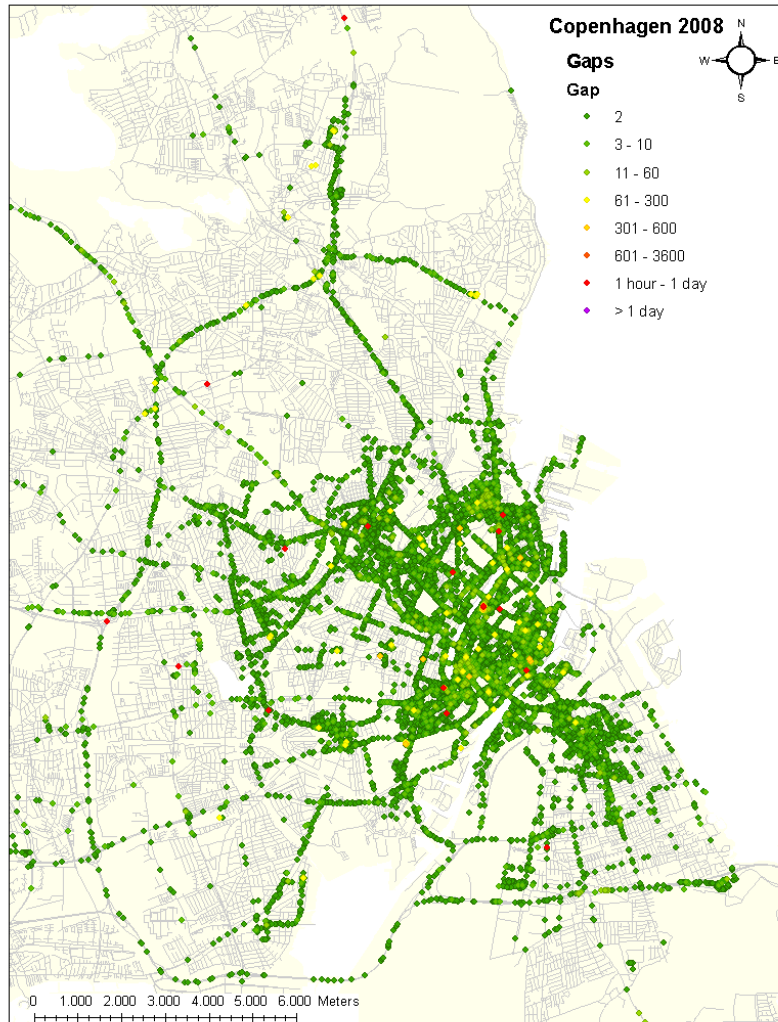 Copenhagen 2008
N
W E
S
Gaps
Gap
2
3 - 10
11 - 60
61 - 300
301 - 600
601 - 3600
1 hour - 1 day
> 1 day
0 1.000 2.000 3.000 4.000 5.000 6.000 Meters